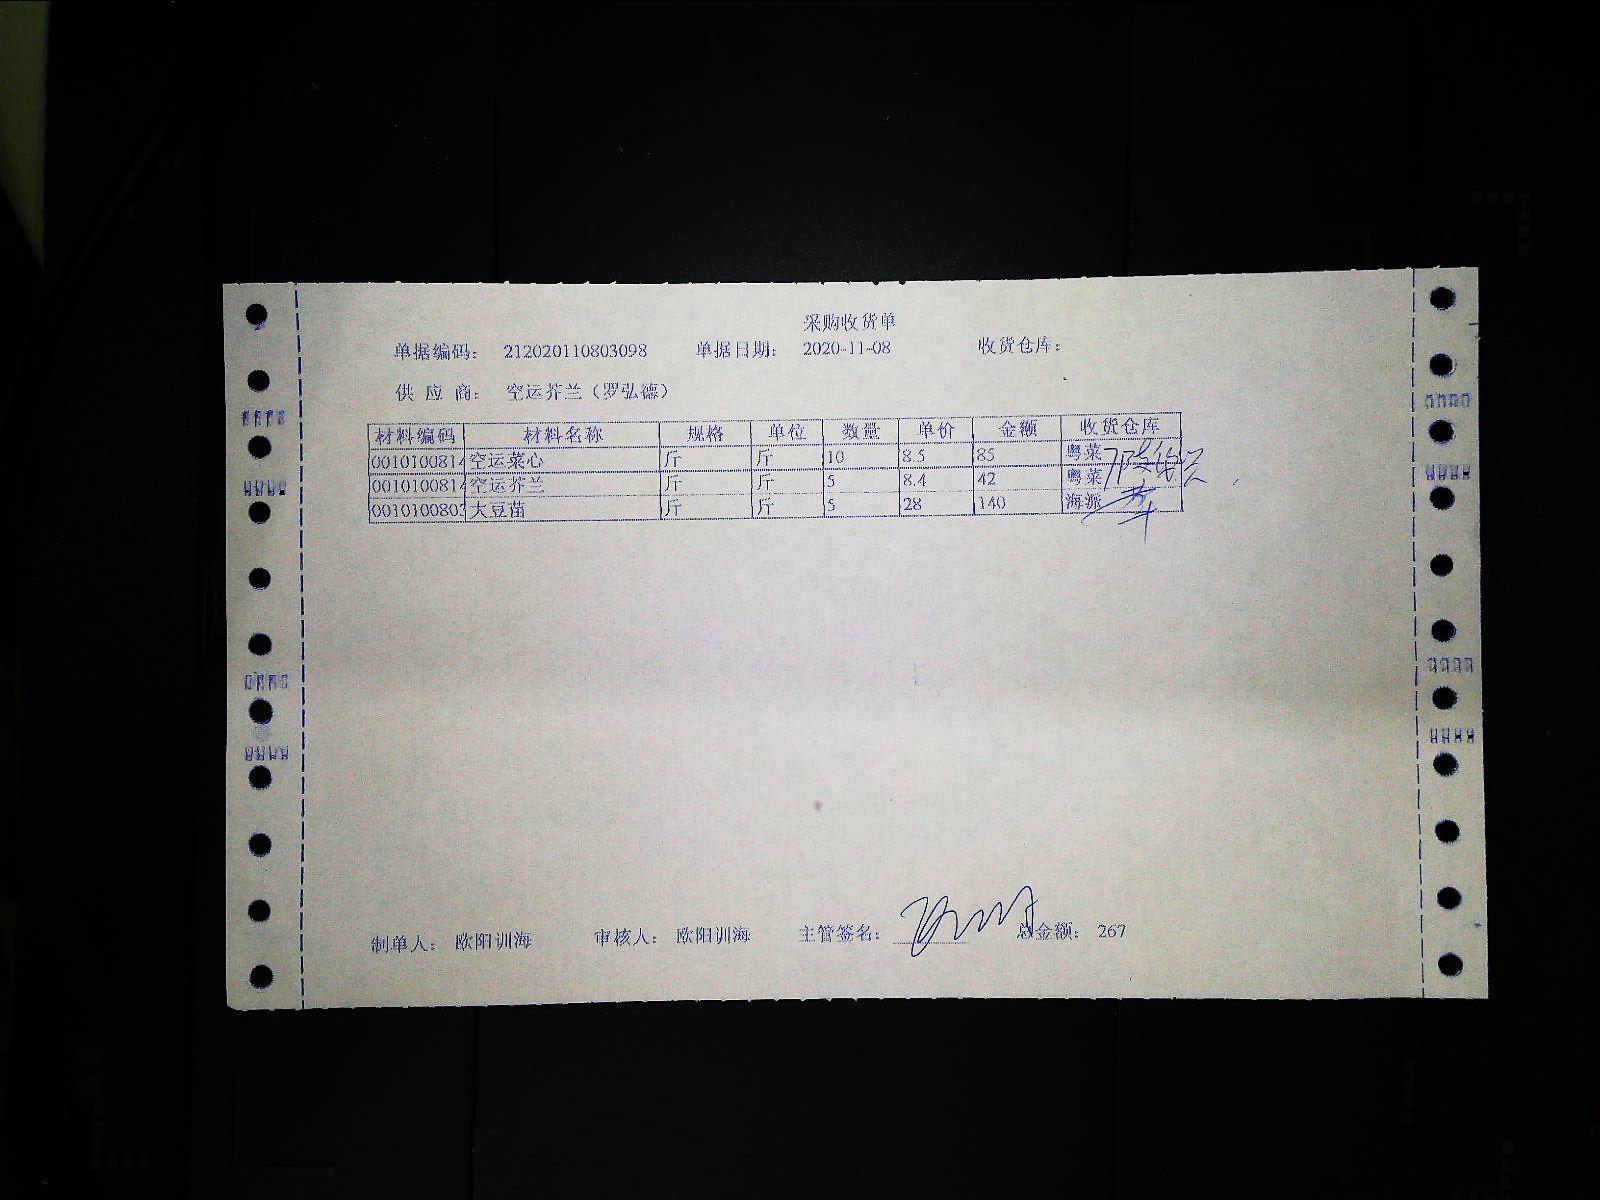 采购收货单
单据编码: 212020110803098 单据日期: 2020-11-08 收货仓库:
供 应 商: 空运芥兰（罗弘德）
材料编码 材料名称 规格 单位 数量 单价 金额 收货仓库
0010100814 空运菜心 斤 斤 10 8.5 85 粤菜
0010100814 空运芥兰 斤 斤 5 8.4 42 粤菜
001010080 大豆苗 斤 斤 5 28 140 海派
制单人: 欧阳训海 审核人: 欧阳训海 主管签名: 总金额: 267